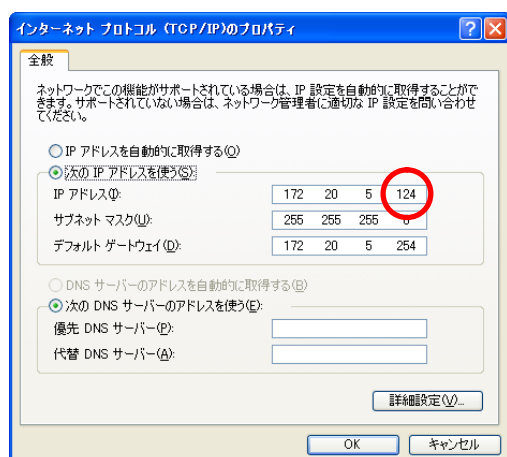 インターネット プロトコル (TCP/IP)のプロパティ
全般
ネットワークでこの機能がサポートされている場合は、IP 設定を自動的に取得することがで
きます。サポートされていない場合は、ネットワーク管理者に適切な IP 設定を問い合わせ
てください。
IP アドレスを自動的に取得する(O)
次の IP アドレスを使う(S):
IP アドレス(I): 172 20 5 124
サブネット マスク(U): 255 255 255 0
デフォルト ゲートウェイ(D): 172 20 5 254
DNS サーバーのアドレスを自動的に取得する(B)
次の DNS サーバーのアドレスを使う(E):
優先 DNS サーバー(P):
代替 DNS サーバー(A):
詳細設定(V)...
OK キャンセル